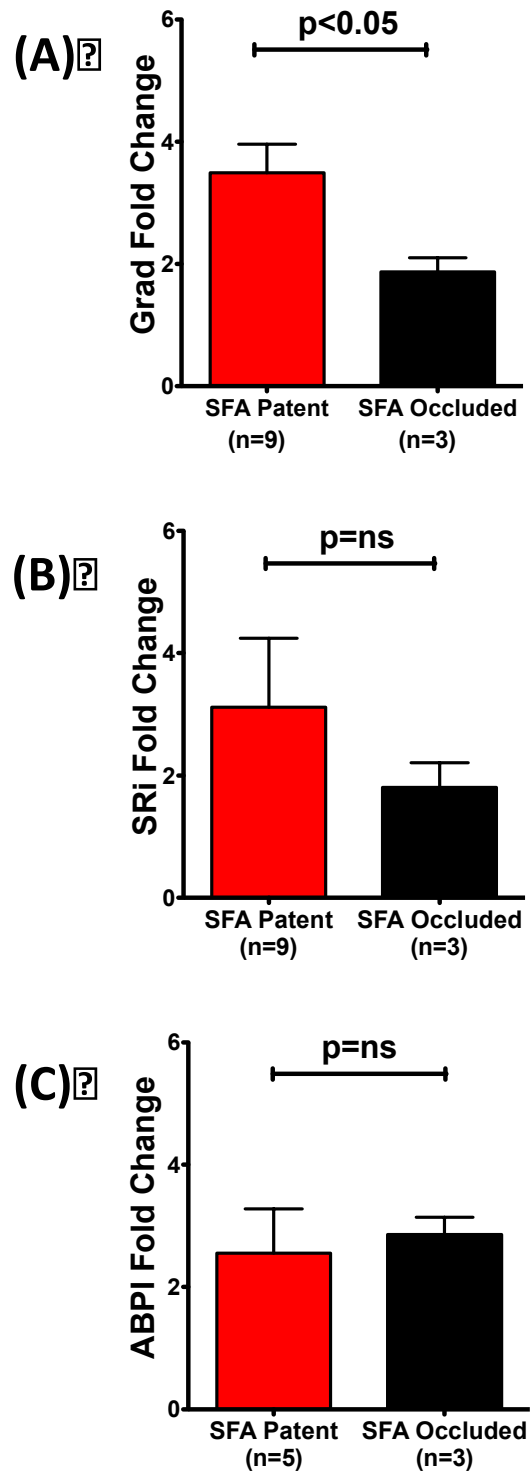 (A)⍰
p<0.05
Grad Fold Change
6
4
2
0
SFA Patent SFA Occluded
(n=9) (n=3)
(B)⍰
p=ns
SRi Fold Change
6
4
2
0
SFA Patent SFA Occluded
(n=9) (n=3)
(C)⍰
p=ns
ABPI Fold Change
6
4
2
0
SFA Patent SFA Occluded
(n=5) (n=3)